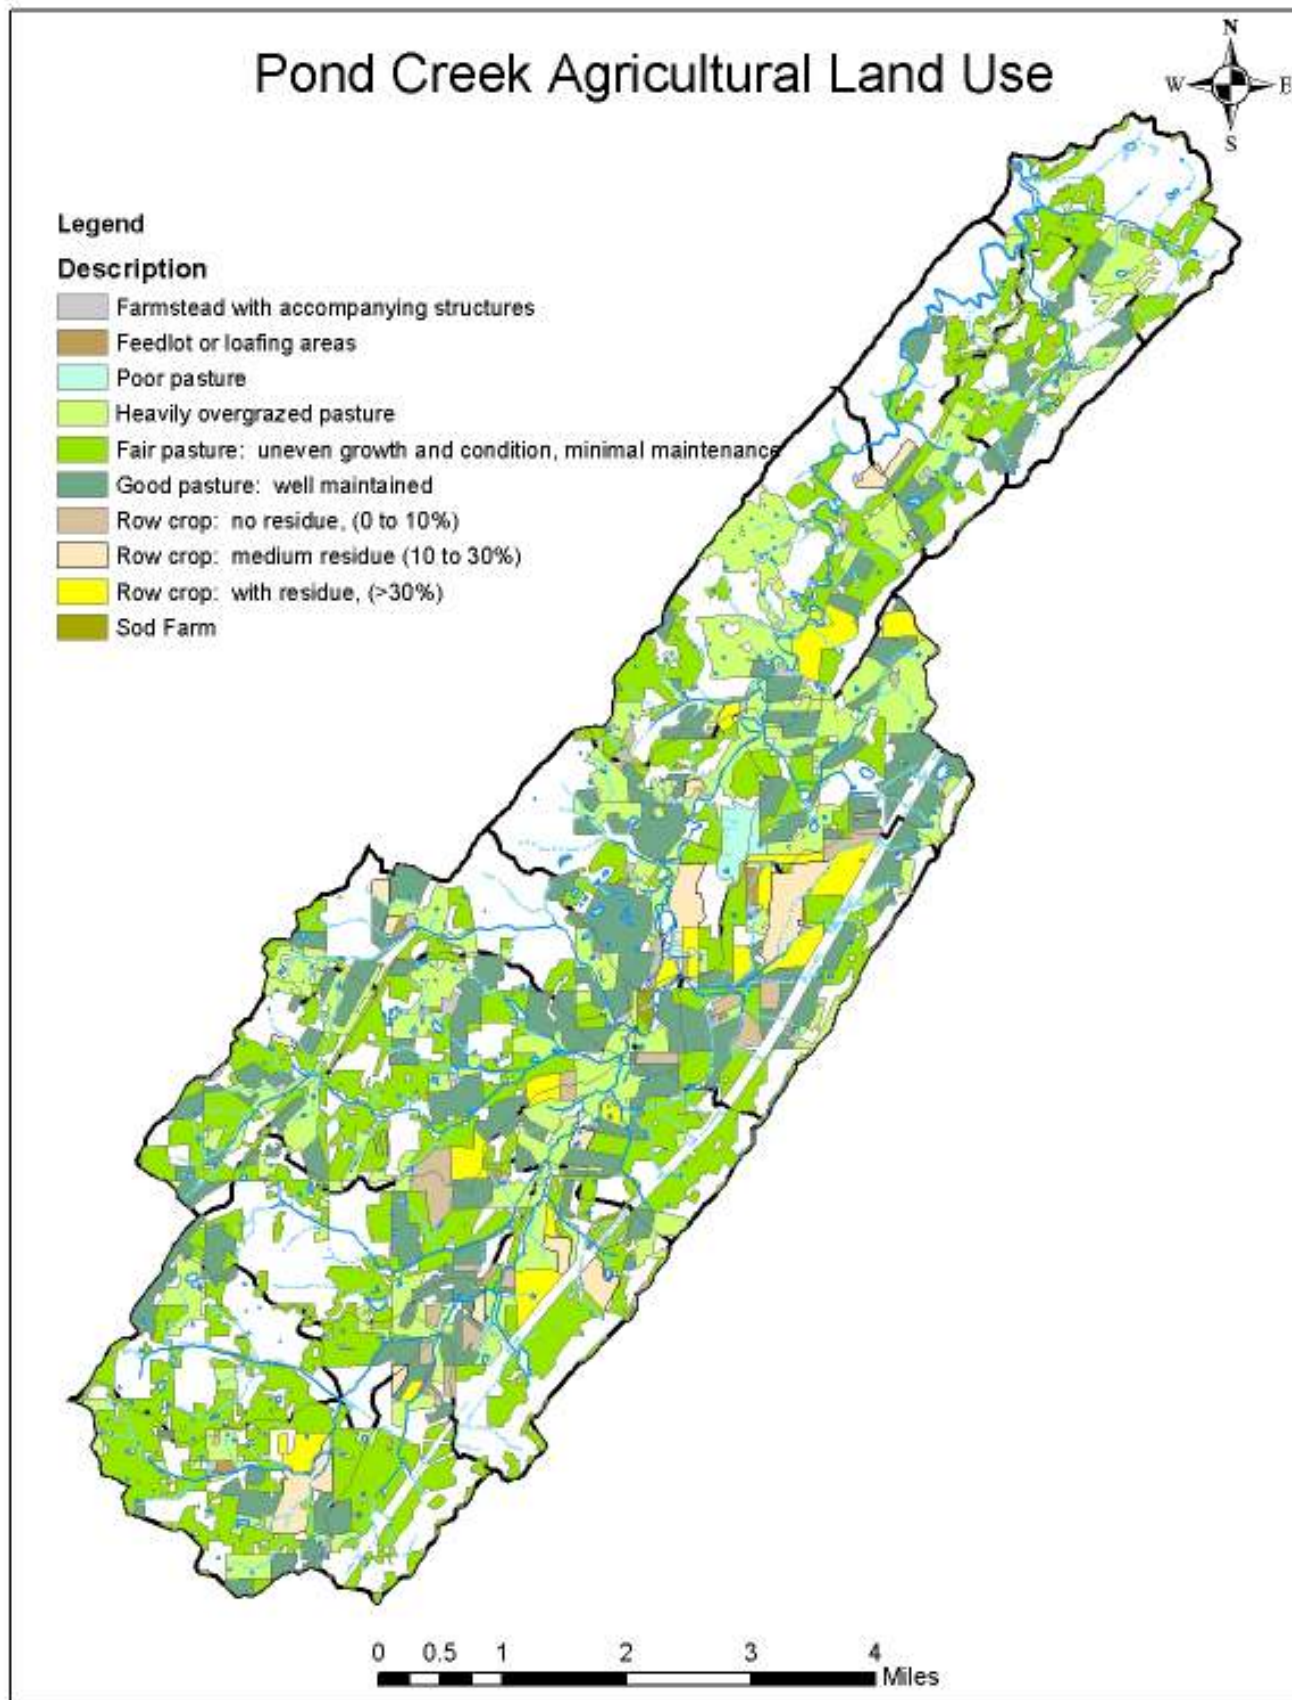 Pond Creek Agricultural Land Use
N
W E
S
Legend
Description
Farmstead with accompanying structures
Feedlot or loafing areas
Poor pasture
Heavily overgrazed pasture
Fair pasture: uneven growth and condition, minimal maintenance
Good pasture: well maintained
Row crop: no residue, (0 to 10%)
Row crop: medium residue (10 to 30%)
Row crop: with residue, (>30%)
Sod Farm
0 0.5 1 2 3 4
Miles